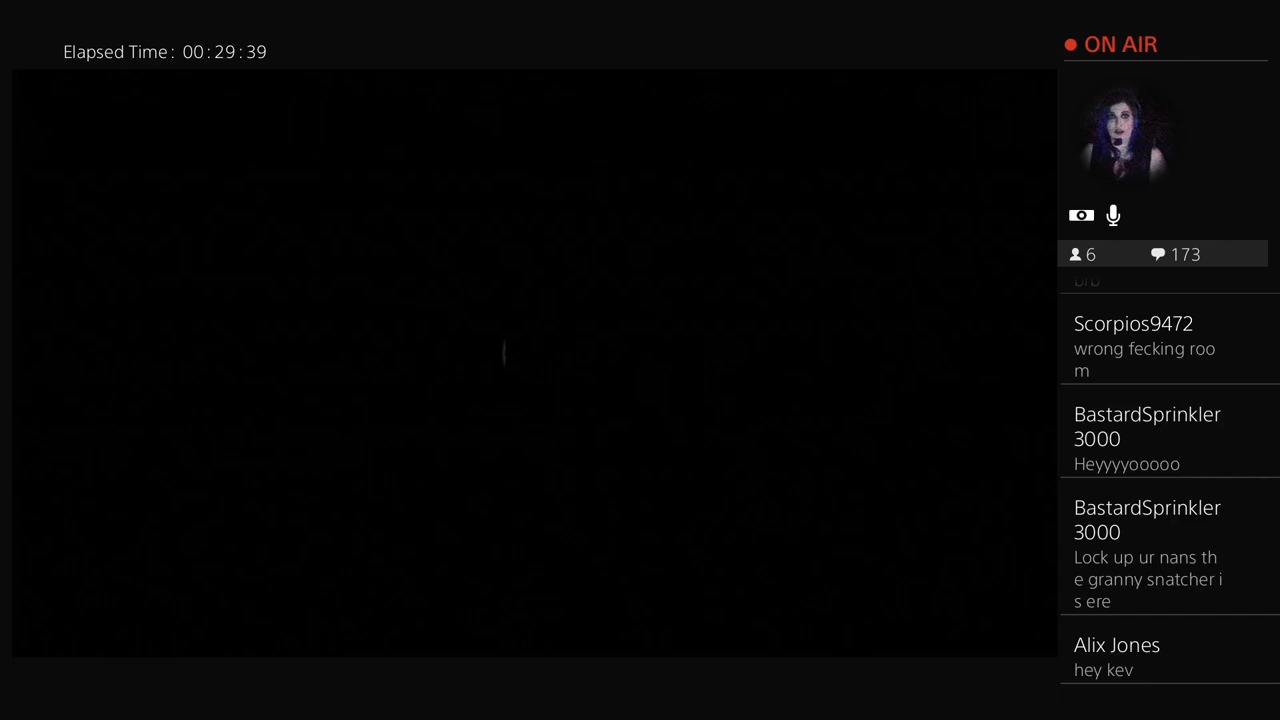 Elapsed Time: 00:29:39
ON AIR
6 173
brb
Scorpios9472
wrong fecking roo
m
BastardSprinkler
3000
Heyyyyooooo
BastardSprinkler
3000
Lock up ur nans th
e granny snatcher i
s ere
Alix Jones
hey kev